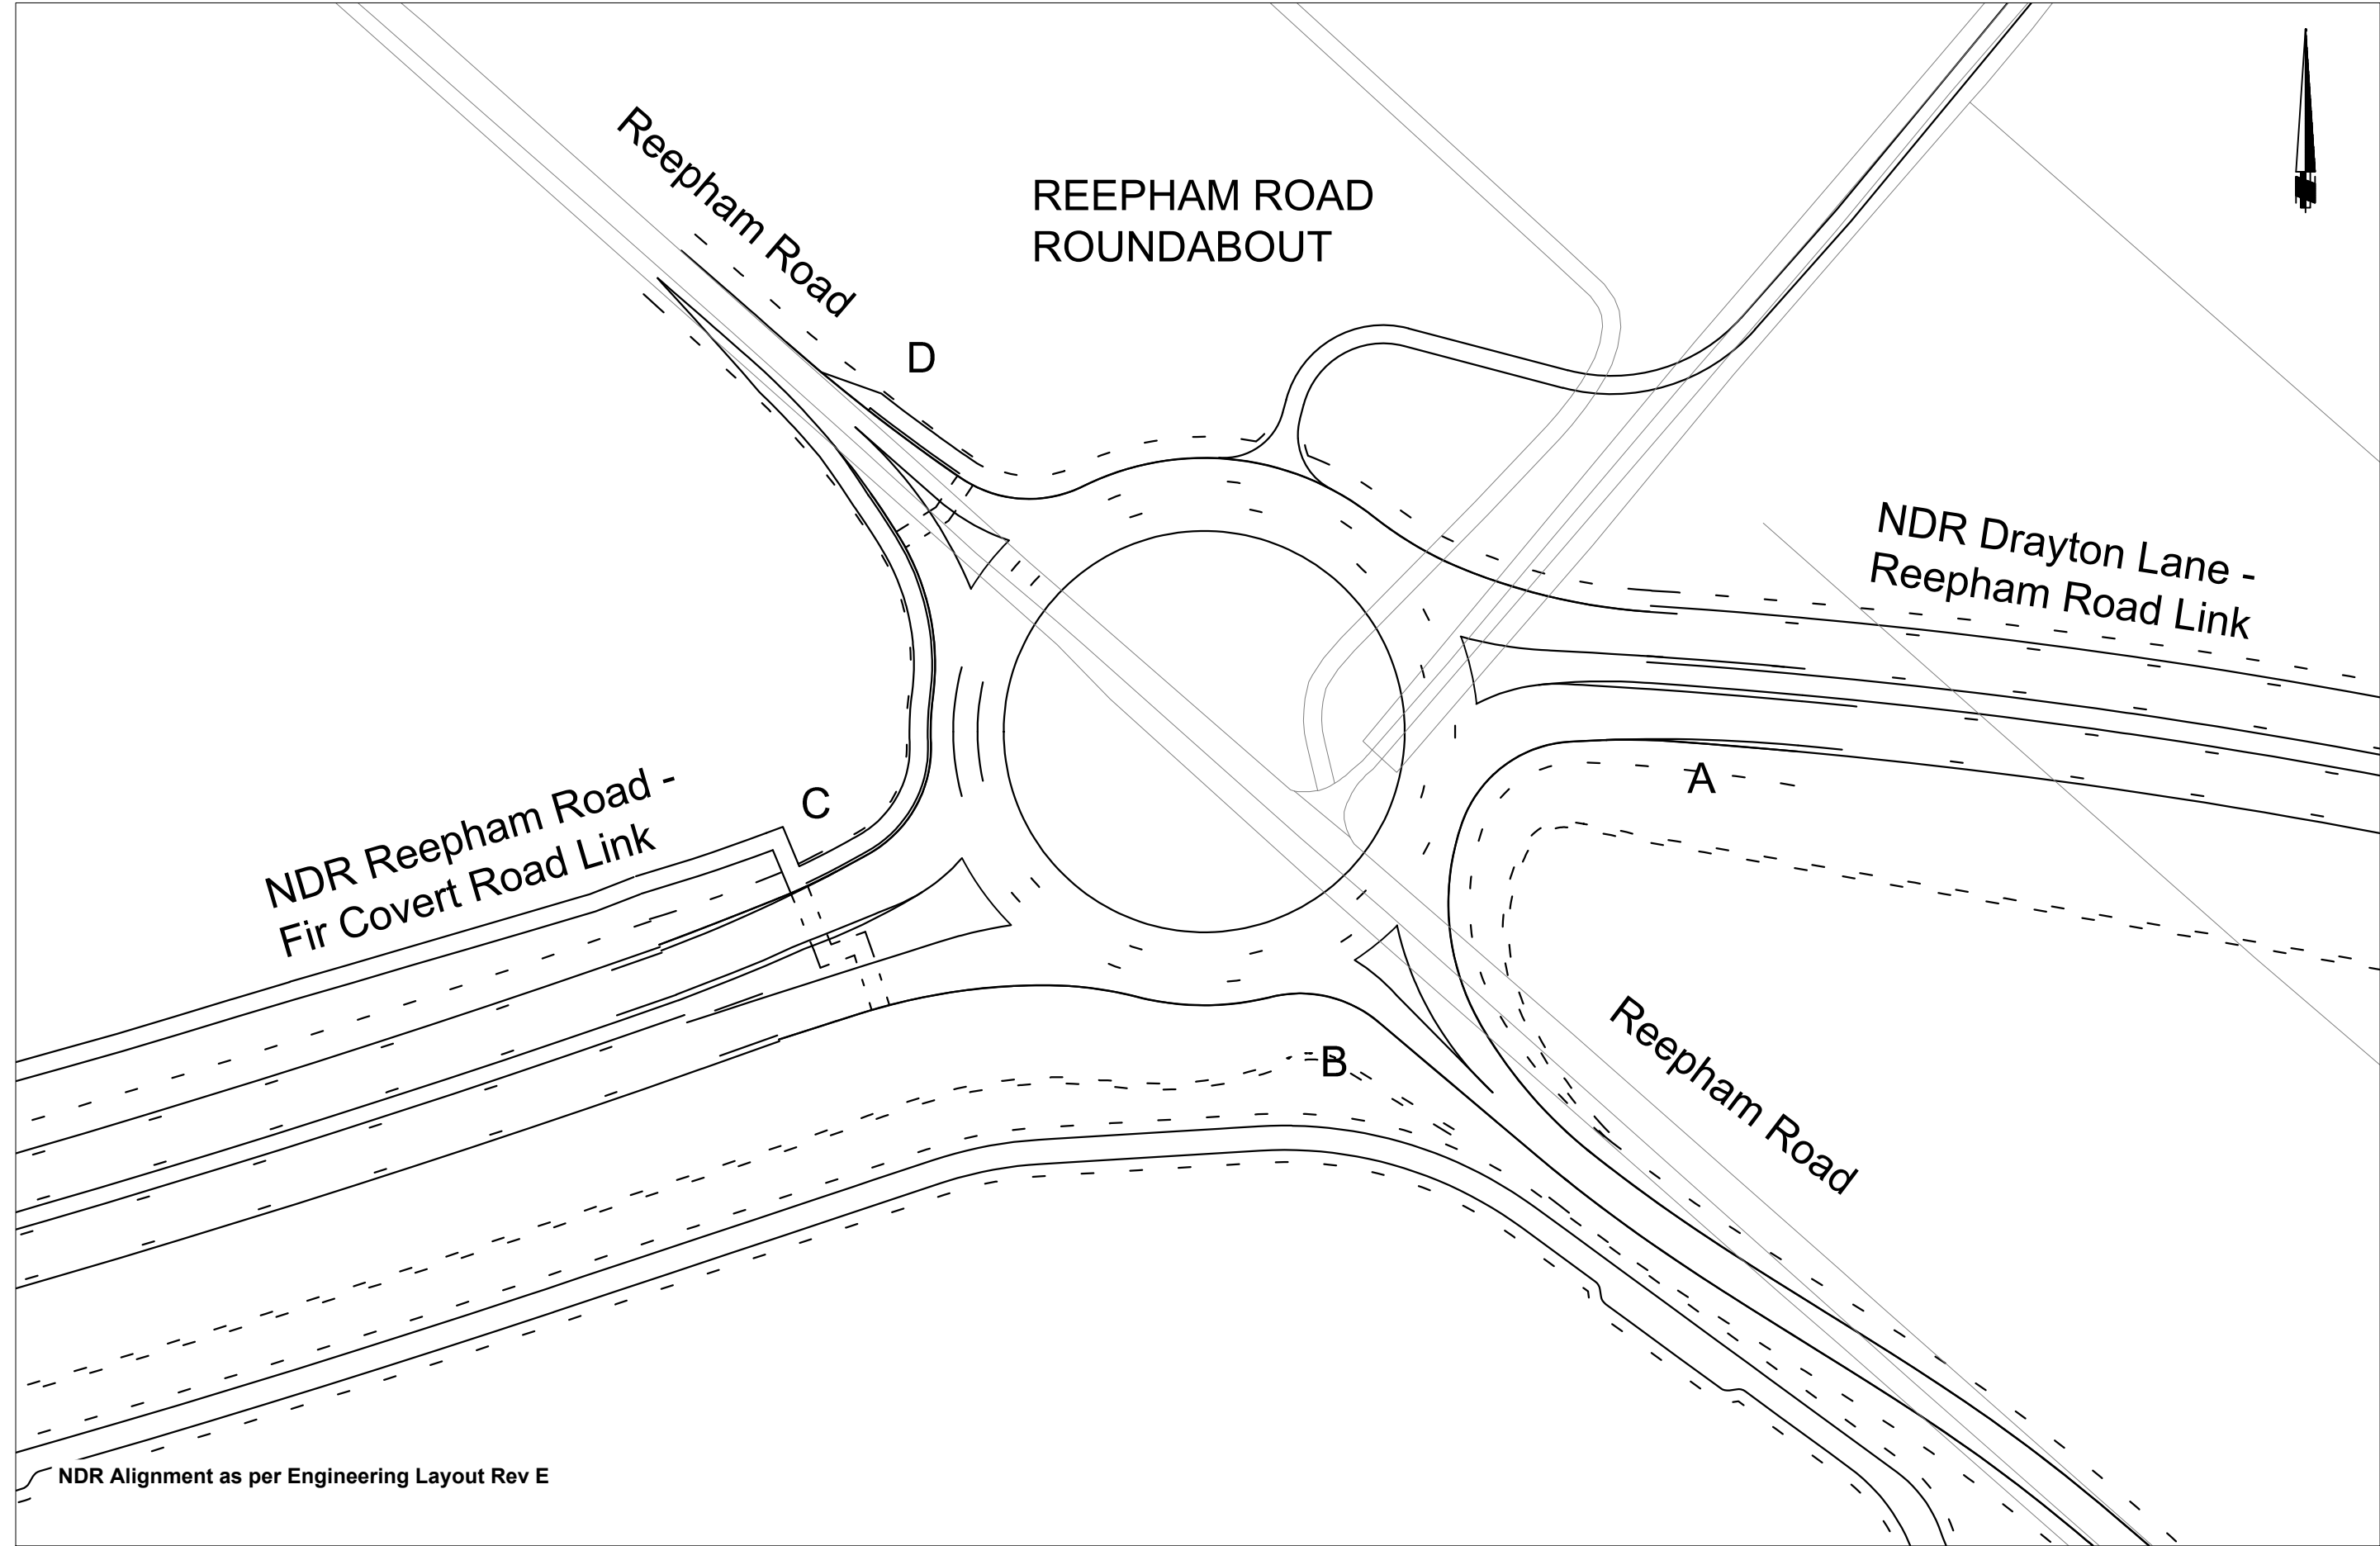 Reepham Road
REEPHAM ROAD
ROUNDABOUT
D
NDR Drayton Lane -
Reepham Road Link
A
C
NDR Reepham Road -
Fir Covert Road Link
B
Reepham Road
NDR Alignment as per Engineering Layout Rev E